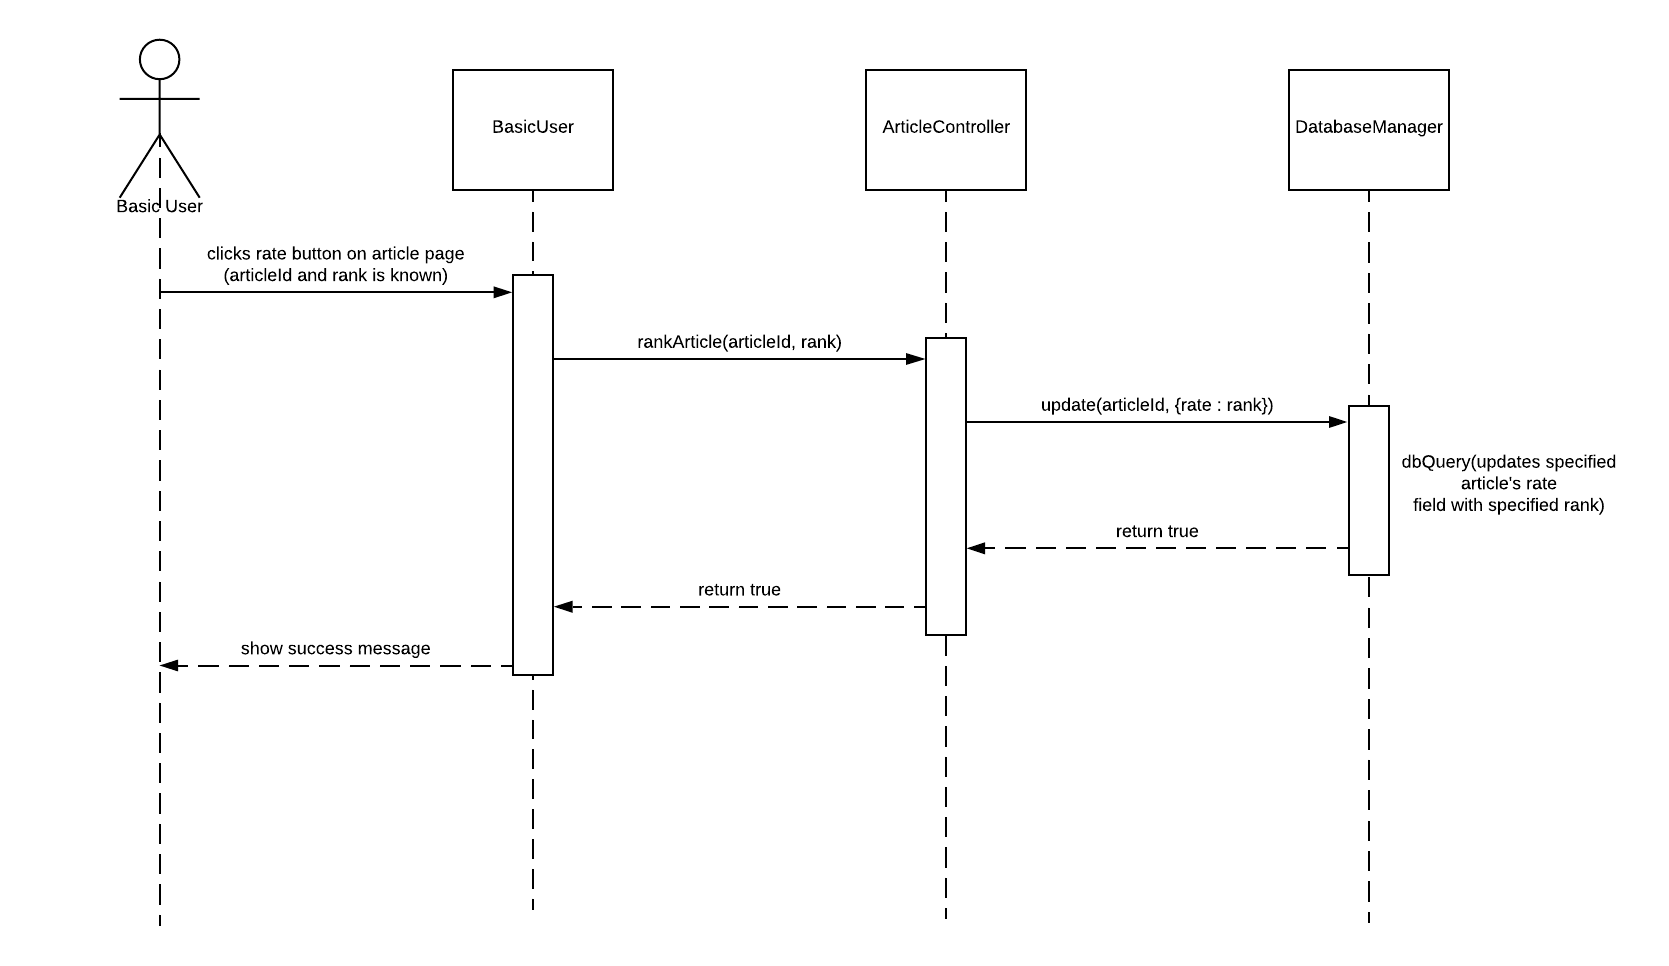 BasicUser
ArticleController
DatabaseManager
Basic User
clicks rate button on article page
(articleId and rank is known)
rankArticle(articleId, rank)
update(articleId, {rate : rank})
dbQuery(updates specified
article's rate
field with specified rank)
return true
return true
show success message